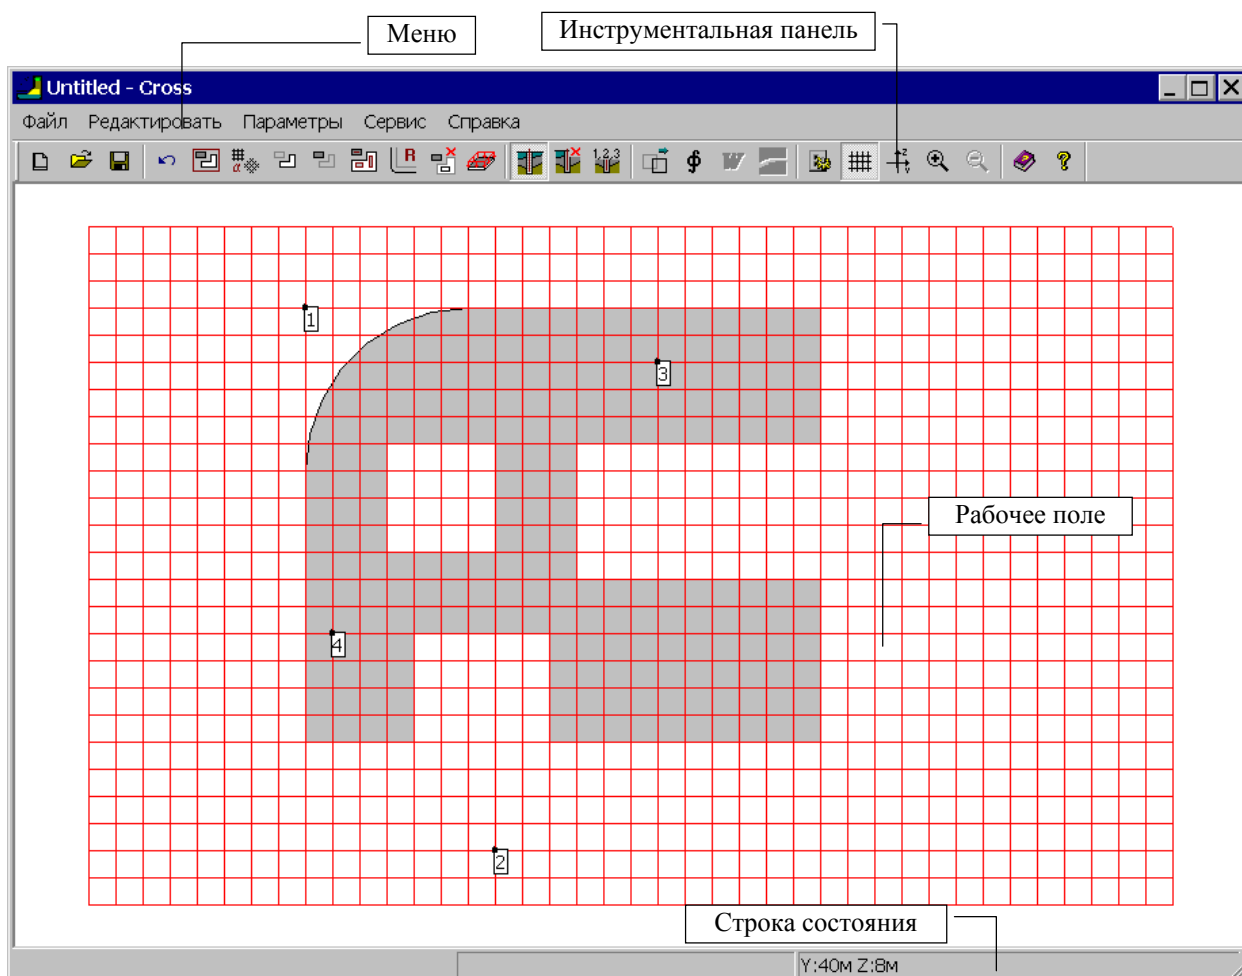 Меню
Инструментальная панель
Untitled - Cross
Файл Редактировать Параметры Сервис Справка
α R 1,2,3 W Z Y ?
1
3
Рабочее поле
4
2
Строка состояния
Y:40м Z:8м